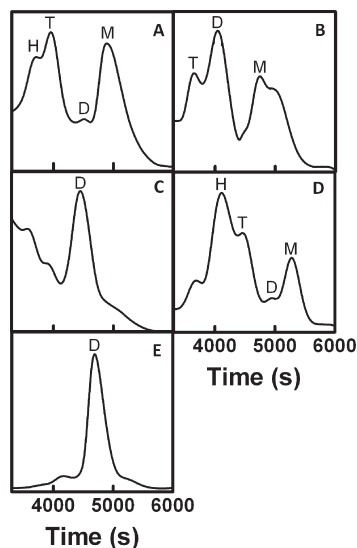 A
H T D M
B
T D M
C
D
D
H T D M
E
D
4000 5000 6000
Time (s)
4000 5000 6000
Time (s)